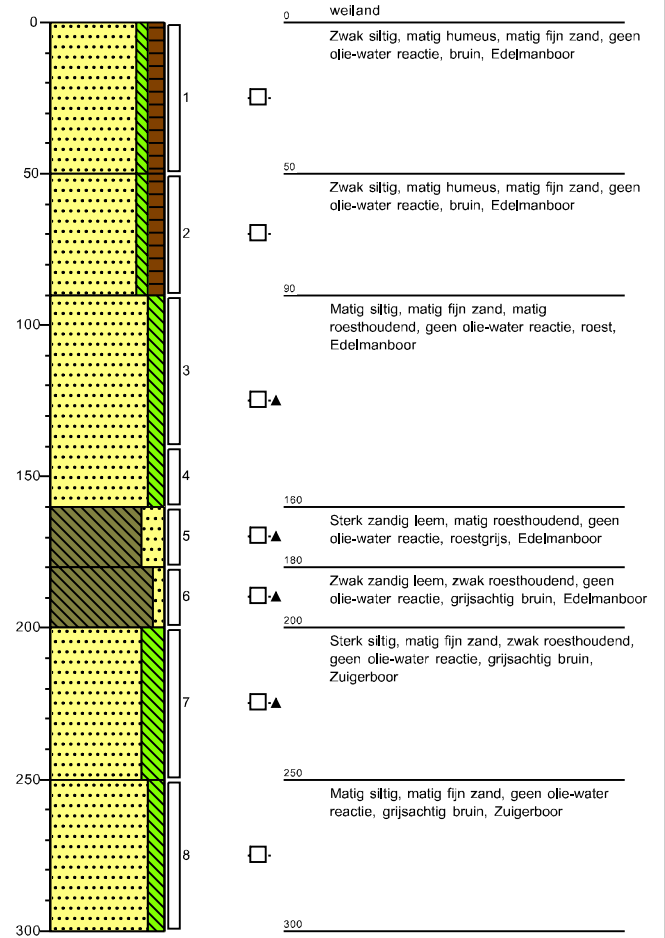 weiland
0
0
Zwak siltig, matig humeus, matig fijn zand, geen
olie-water reactie, bruin, Edelmanboor
1
50
50
Zwak siltig, matig humeus, matig fijn zand, geen
olie-water reactie, bruin, Edelmanboor
2
90
Matig siltig, matig fijn zand, matig
roesthoudend, geen olie-water reactie, roest,
Edelmanboor
100
3
4
150
160
Sterk zandig leem, matig roesthoudend, geen
olie-water reactie, roestgrijs, Edelmanboor
5
180
Zwak zandig leem, zwak roesthoudend, geen
olie-water reactie, grijsachtig bruin, Edelmanboor
6
200
200
Sterk siltig, matig fijn zand, zwak roesthoudend,
geen olie-water reactie, grijsachtig bruin,
Zuigerboor
7
250
250
Matig siltig, matig fijn zand, geen olie-water
reactie, grijsachtig bruin, Zuigerboor
8
300
300